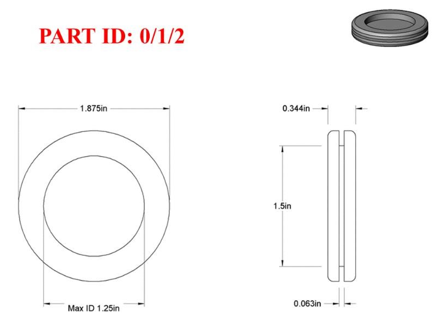 PART ID: 0/1/2
1.875in
0.344in
1.5in
Max ID 1.25in
0.063in